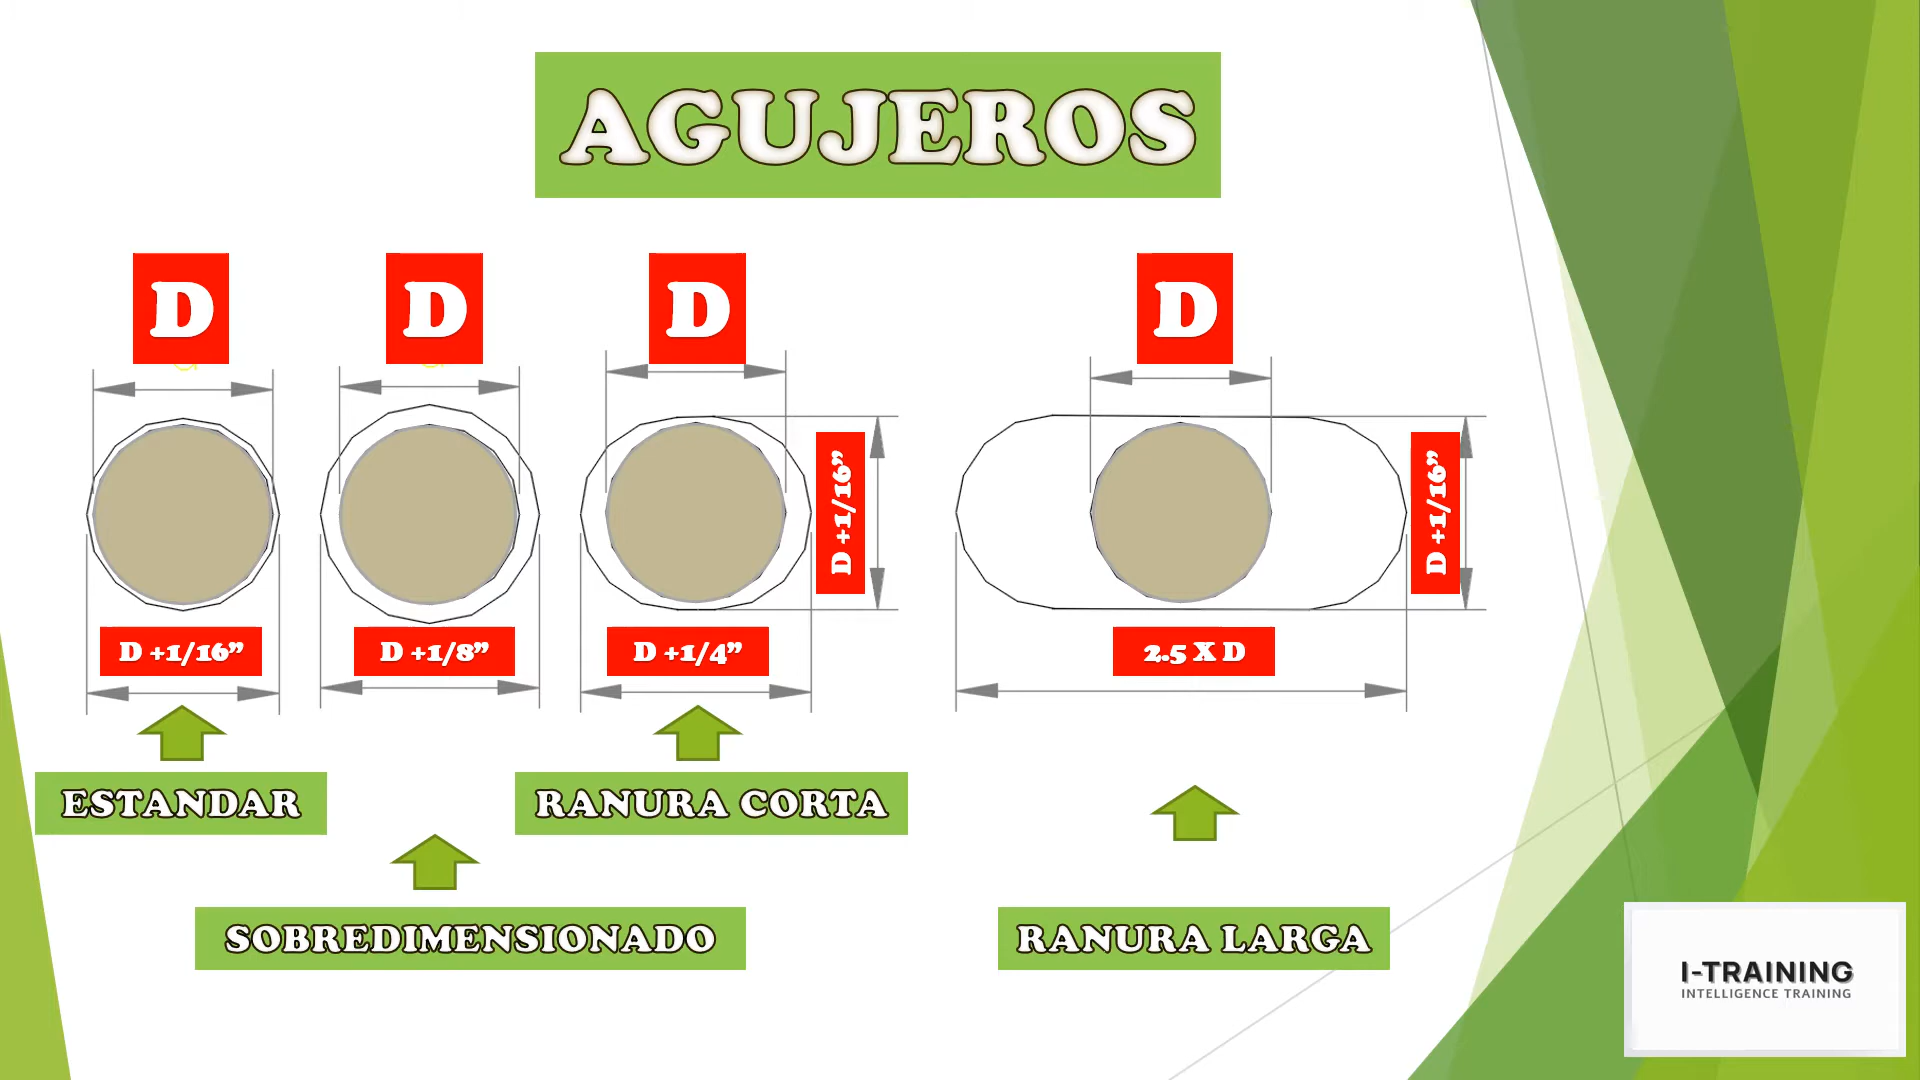 AGUJEROS
D
D
D
D
D +1/16”
D +1/16”
D +1/16”
D +1/8”
D +1/4”
2.5 X D
ESTANDAR
RANURA CORTA
SOBREDIMENSIONADO
RANURA LARGA
I-TRAINING
INTELLIGENCE TRAINING